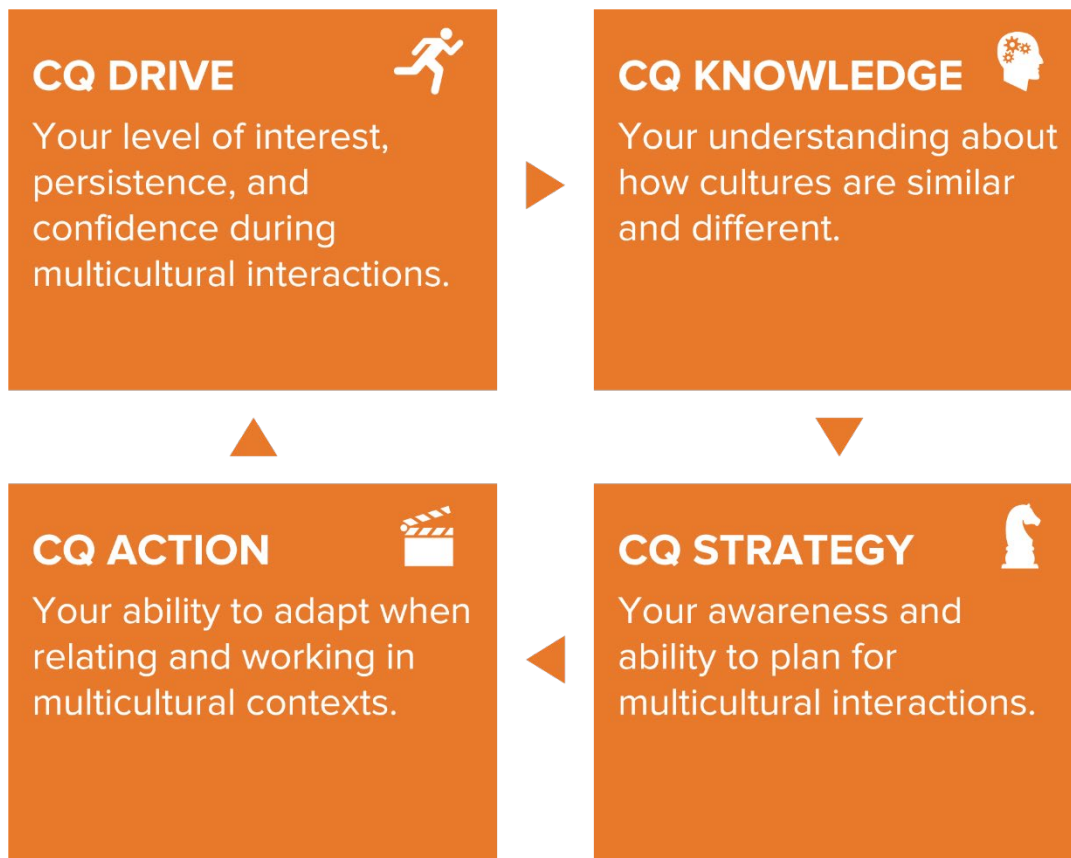 CQ DRIVE
Your level of interest,
persistence, and
confidence during
multicultural interactions.
CQ KNOWLEDGE
Your understanding about
how cultures are similar
and different.
CQ ACTION
Your ability to adapt when
relating and working in
multicultural contexts.
CQ STRATEGY
Your awareness and
ability to plan for
multicultural interactions.